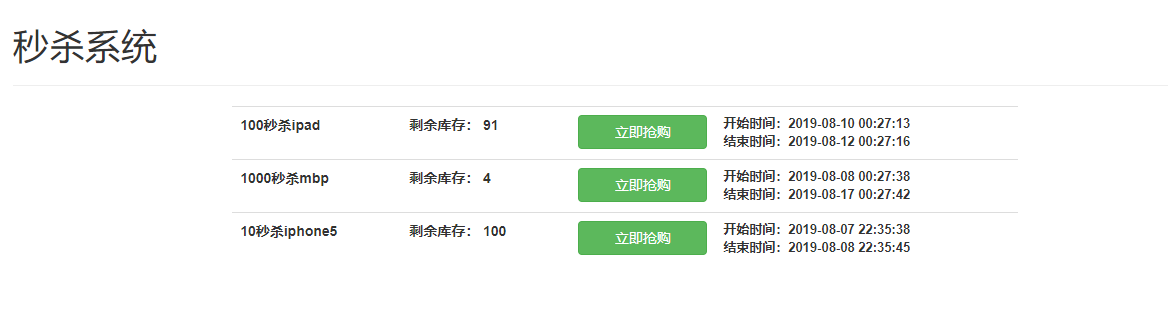 秒杀系统
100秒杀ipad 剩余库存： 91 立即抢购 开始时间：2019-08-10 00:27:13
结束时间：2019-08-12 00:27:16
1000秒杀mbp 剩余库存： 4 立即抢购 开始时间：2019-08-08 00:27:38
结束时间：2019-08-17 00:27:42
10秒杀iphone5 剩余库存： 100 立即抢购 开始时间：2019-08-07 22:35:38
结束时间：2019-08-08 22:35:45